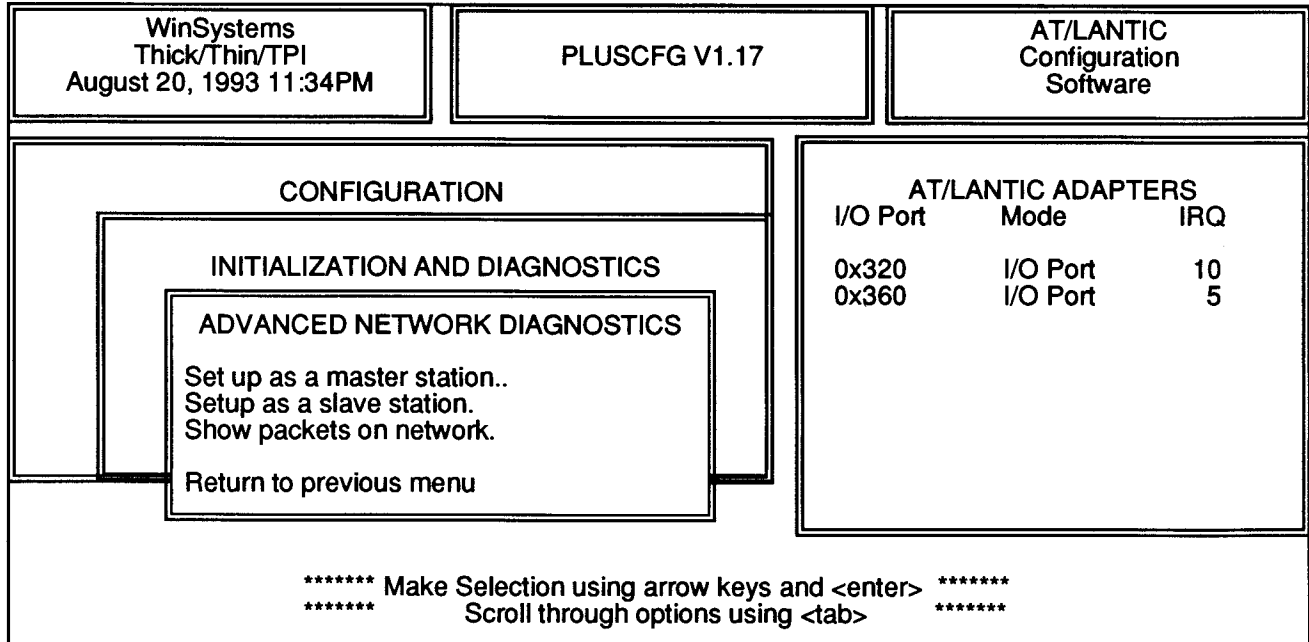 WinSystems
Thick/Thin/TPI
August 20, 1993 11:34PM
PLUSCFG V1.17
AT/LANTIC
Configuration
Software
CONFIGURATION
INITIALIZATION AND DIAGNOSTICS
ADVANCED NETWORK DIAGNOSTICS
Set up as a master station..
Setup as a slave station.
Show packets on network.
Return to previous menu
AT/LANTIC ADAPTERS
I/O Port Mode IRQ
0x320 I/O Port 10
0x360 I/O Port 5
******* Make Selection using arrow keys and <enter> *******
******* Scroll through options using <tab> *******